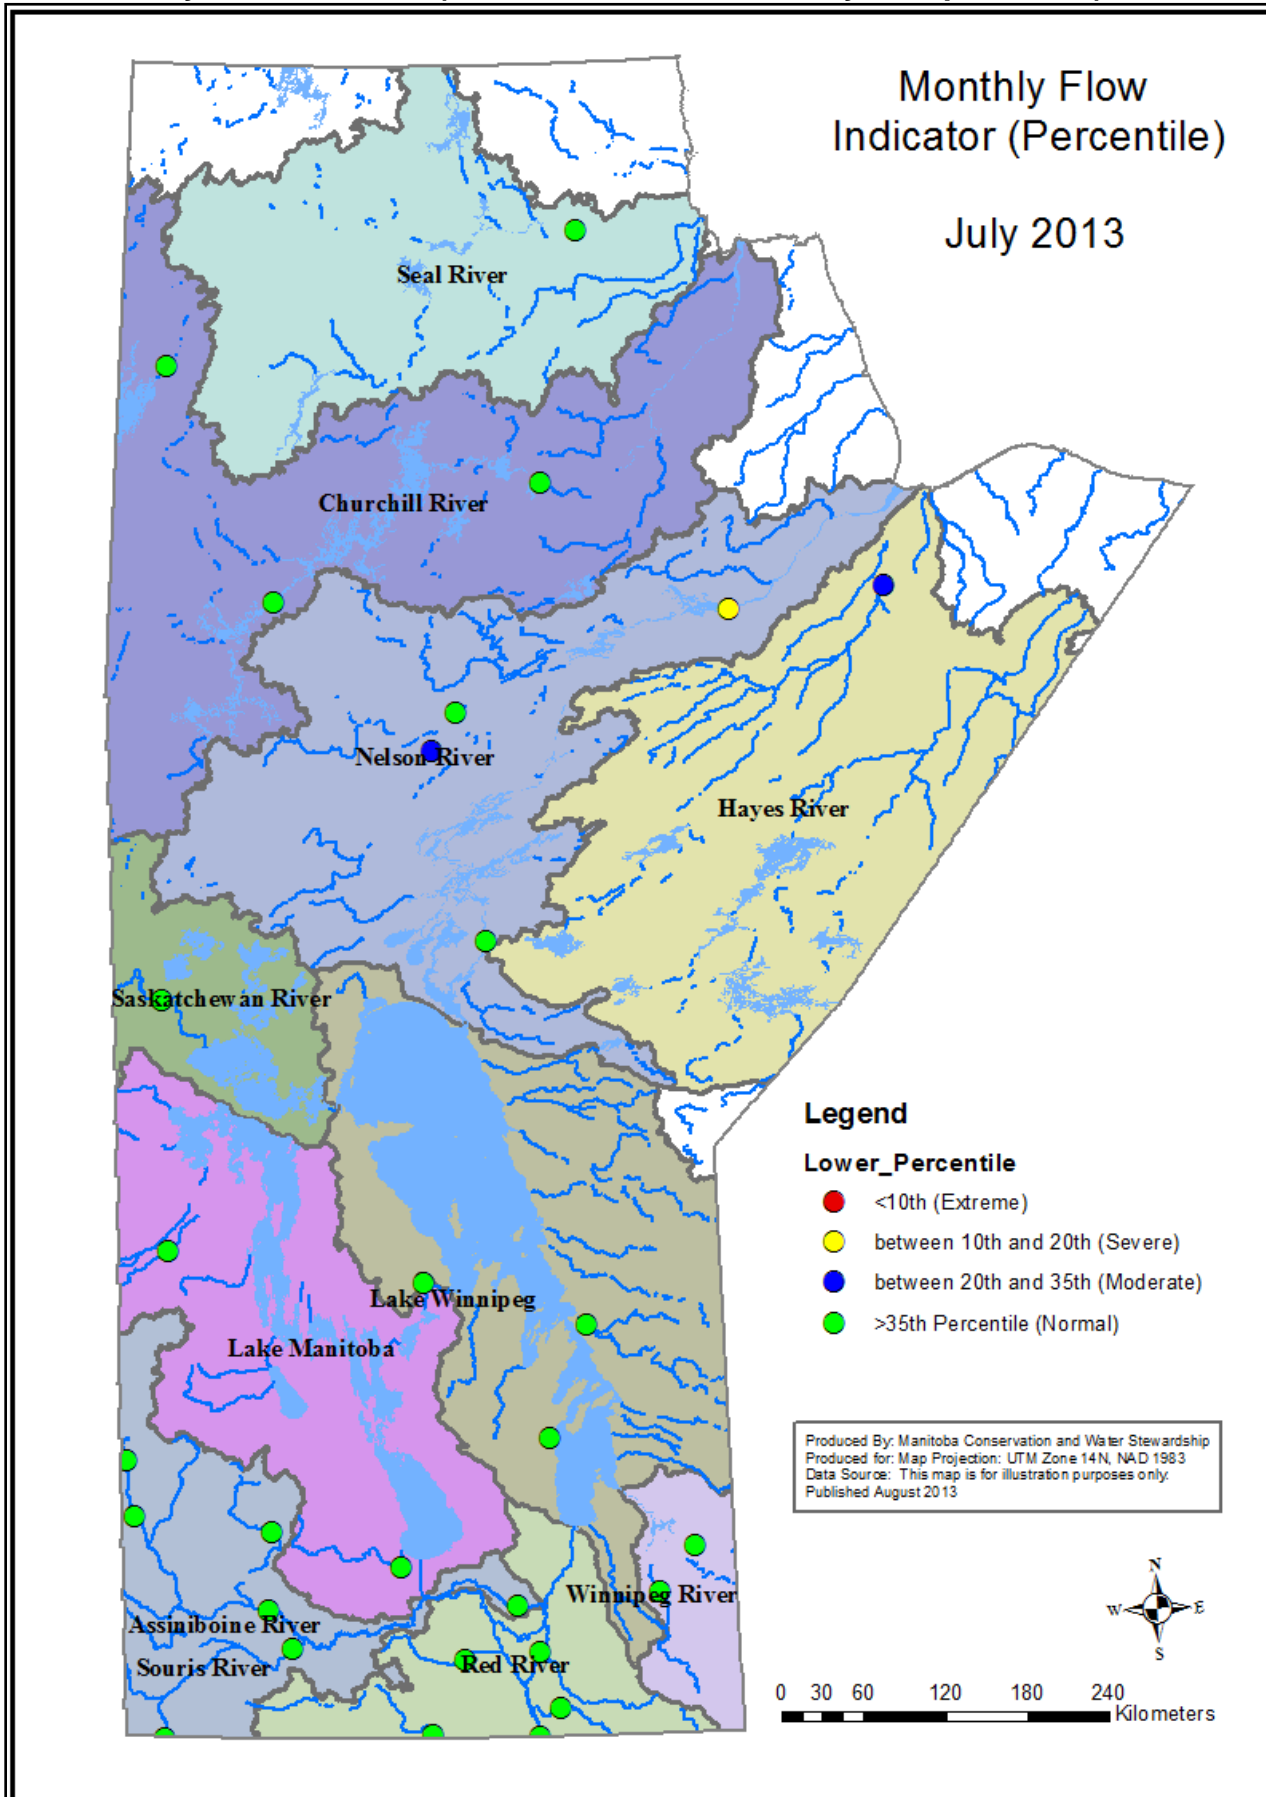 Monthly Flow
Indicator (Percentile)
July 2013
Seal River
Churchill River
Nelson River
Hayes River
Saskatchewan River
Lake Winnipeg
Lake Manitoba
Winnipeg River
Assiniboine River
Souris River
Red River
Legend
Lower_Percentile
<10th (Extreme)
between 10th and 20th (Severe)
between 20th and 35th (Moderate)
>35th Percentile (Normal)
Produced By: Manitoba Conservation and Water Stewardship
Produced for: Map Projection: UTM Zone 14N, NAD 1983
Data Source: This map is for illustration purposes only.
Published August 2013
N
W E
S
0 30 60 120 180 240
Kilometers